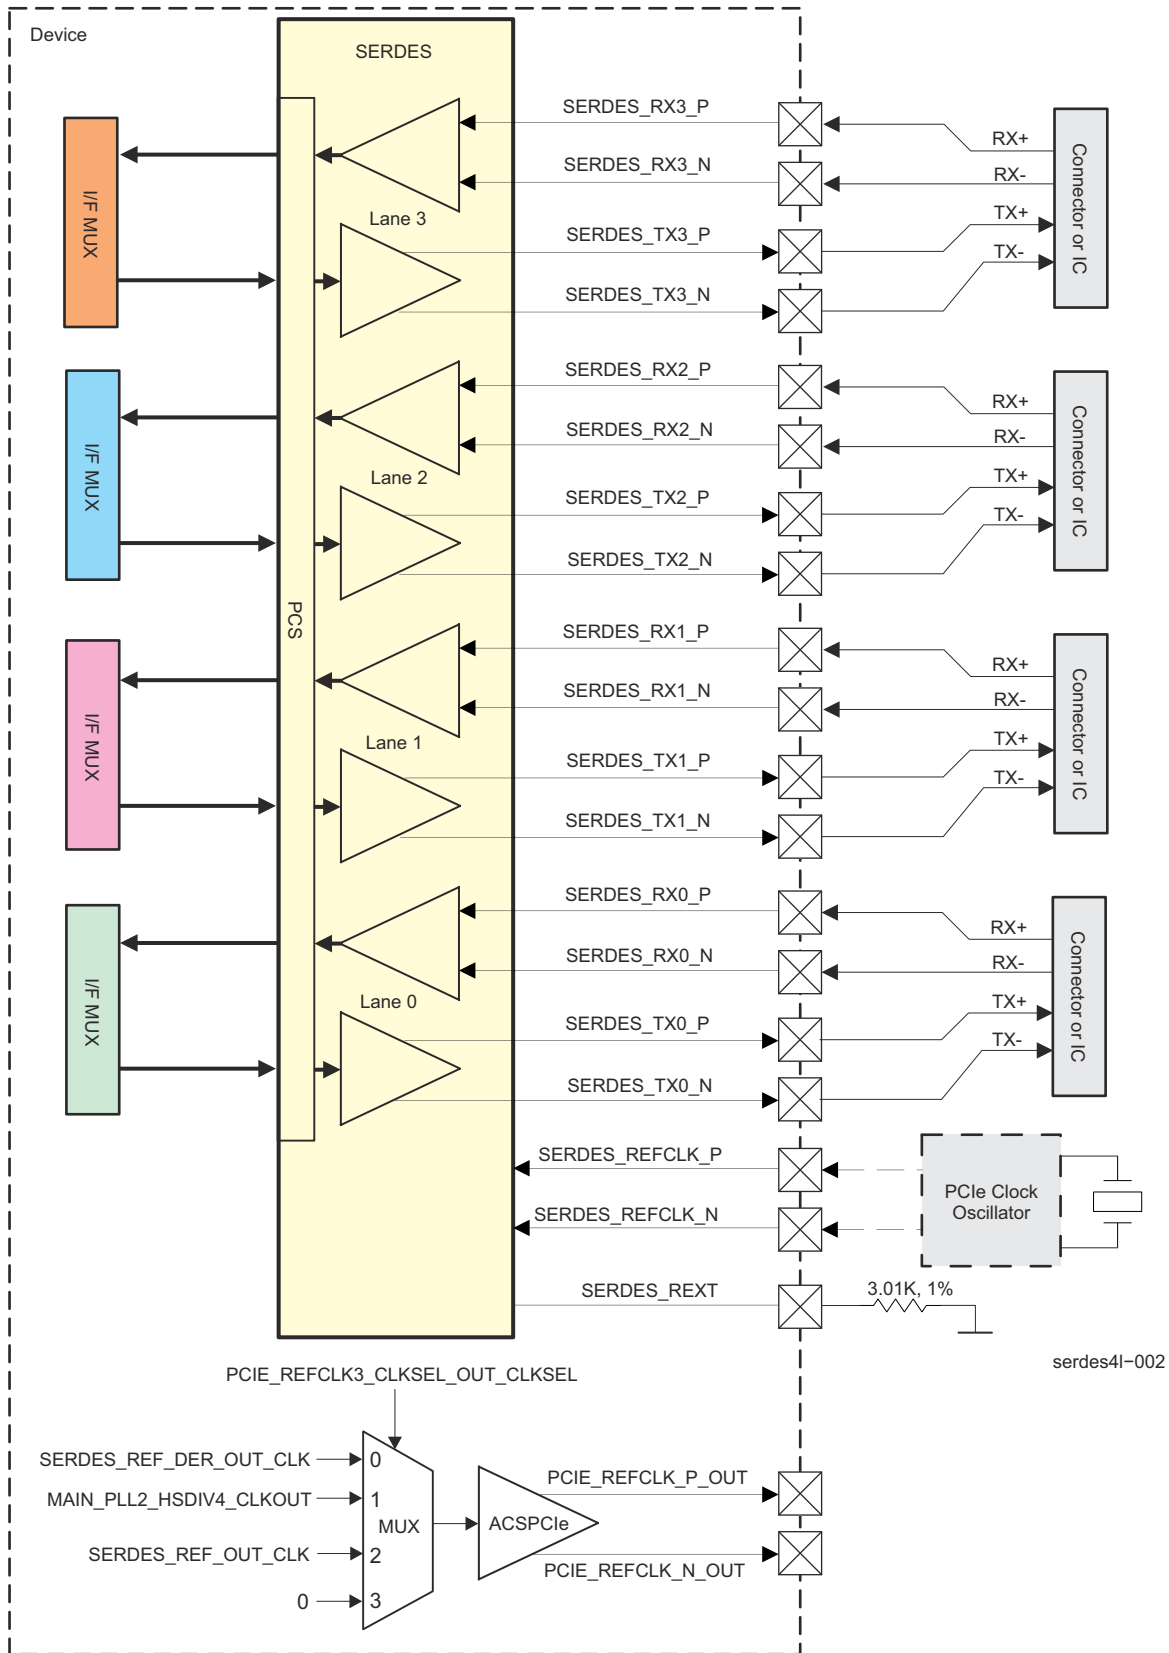 Device
SERDES
SERDES_RX3_P
RX+
SERDES_RX3_N
RX-
Lane 3
SERDES_TX3_P
TX+
TX-
SERDES_TX3_N
I/F MUX
Connector or IC
SERDES_RX2_P
RX+
SERDES_RX2_N
RX-
Lane 2
SERDES_TX2_P
TX+
TX-
SERDES_TX2_N
I/F MUX
Connector or IC
PCS
SERDES_RX1_P
RX+
SERDES_RX1_N
RX-
Lane 1
SERDES_TX1_P
TX+
TX-
SERDES_TX1_N
I/F MUX
Connector or IC
SERDES_RX0_P
RX+
SERDES_RX0_N
RX-
Lane 0
SERDES_TX0_P
TX+
TX-
SERDES_TX0_N
I/F MUX
Connector or IC
SERDES_REFCLK_P
PCIe Clock
Oscillator
SERDES_REFCLK_N
SERDES_REXT
3.01K, 1%
serdes4l−002
PCIE_REFCLK3_CLKSEL_OUT_CLKSEL
SERDES_REF_DER_OUT_CLK
0
MAIN_PLL2_HSDIV4_CLKOUT
1
MUX
SERDES_REF_OUT_CLK
2
0
3
ACSPCIe
PCIE_REFCLK_P_OUT
PCIE_REFCLK_N_OUT